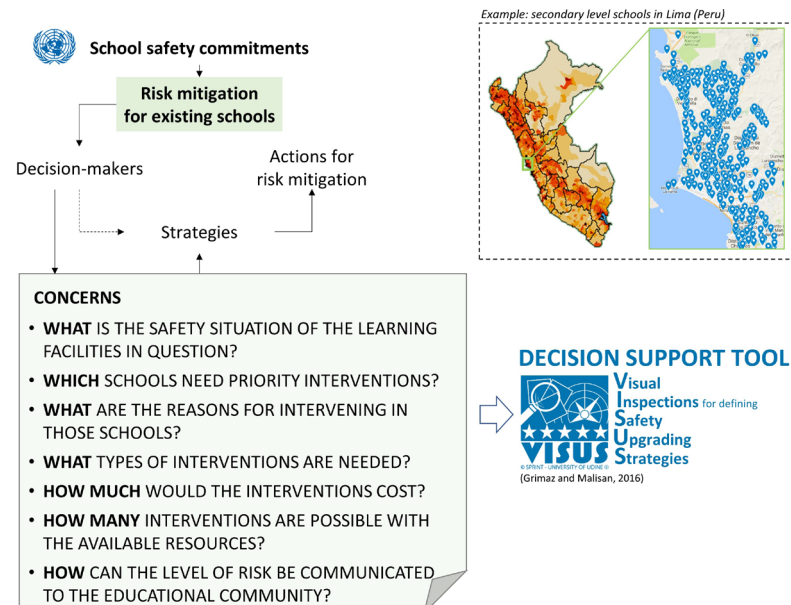 Example: secondary level schools in Lima (Peru)
School safety commitments
Risk mitigation
for existing schools
Decision-makers
Actions for
risk mitigation
Strategies
CONCERNS
• WHAT IS THE SAFETY SITUATION OF THE LEARNING
FACILITIES IN QUESTION?
• WHICH SCHOOLS NEED PRIORITY INTERVENTIONS?
• WHAT ARE THE REASONS FOR INTERVENING IN
THOSE SCHOOLS?
• WHAT TYPES OF INTERVENTIONS ARE NEEDED?
• HOW MUCH WOULD THE INTERVENTIONS COST?
• HOW MANY INTERVENTIONS ARE POSSIBLE WITH
THE AVAILABLE RESOURCES?
• HOW CAN THE LEVEL OF RISK BE COMMUNICATED
TO THE EDUCATIONAL COMMUNITY?
DECISION SUPPORT TOOL
VISUS
© SPRINT - UNIVERSITY OF UDINE ®
Visual
Inspections for defining
Safety
Upgrading
Strategies
(Grimaz and Malisan, 2016)